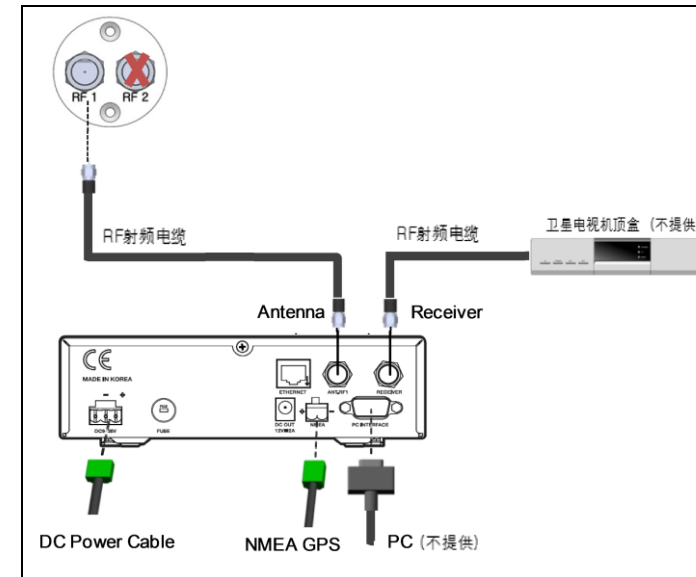 RF 1
RF 2
RF射频电缆
RF射频电缆
卫星电视机顶盒 (不提供
Antenna
Receiver
CE
MADE IN KOREA
ETHERNET
ANT-RF1
RECEIVER
- +
DC OUT
12V/2A
+
-
NMEA
PC INTERFACE
FUSE
DC Power Cable
NMEA GPS
PC (不提供)